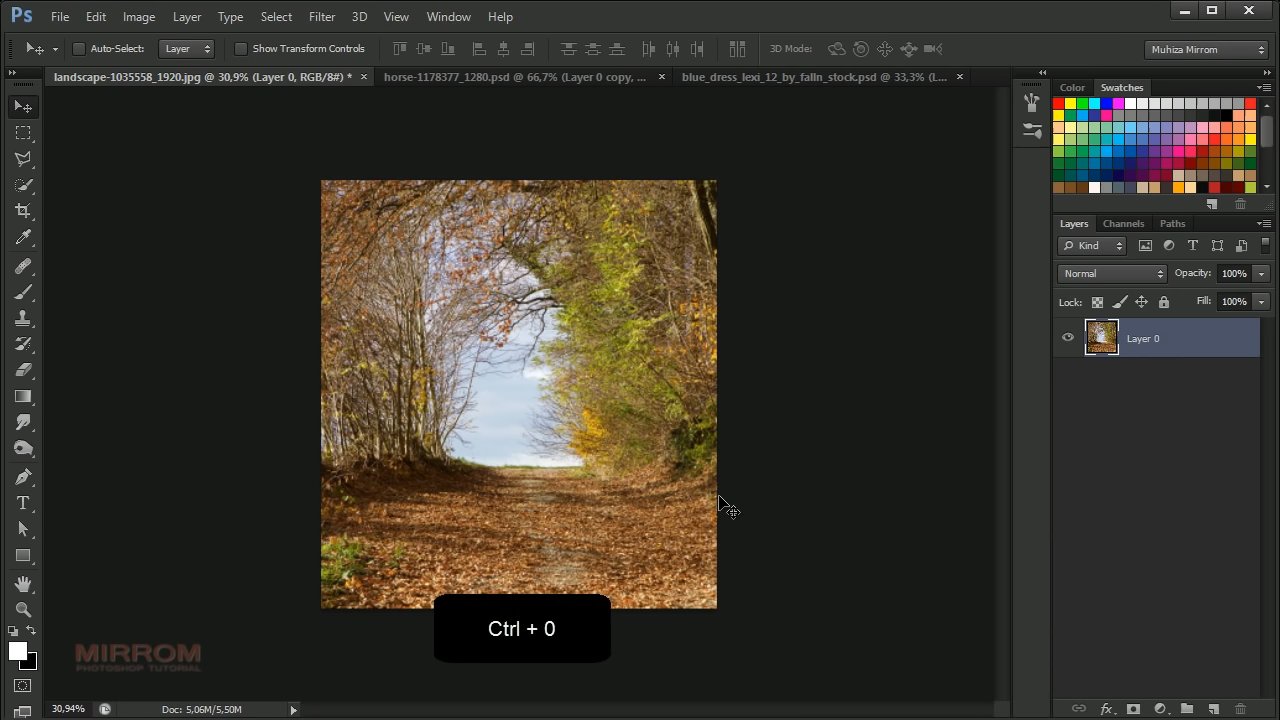 Ps File Edit Image Layer Type Select Filter 3D View Window Help
Auto-Select: Layer Show Transform Controls 3D Mode: Muhiza Mirrom
landscape-1035558_1920.jpg @ 30,9% (Layer 0, RGB/8#) * × horse-1178377_1280.psd @ 66,7% (Layer 0 copy, ... × blue_dress_lexi_12_by_falln_stock.psd @ 33,3% (L... ×
Color Swatches
Layers Channels Paths
Kind
Normal Opacity: 100%
Lock: Fill: 100%
Layer 0
Ctrl + 0
MIRROM
PHOTOSHOP TUTORIAL
30,94% Doc: 5,06M/5,50M
fx